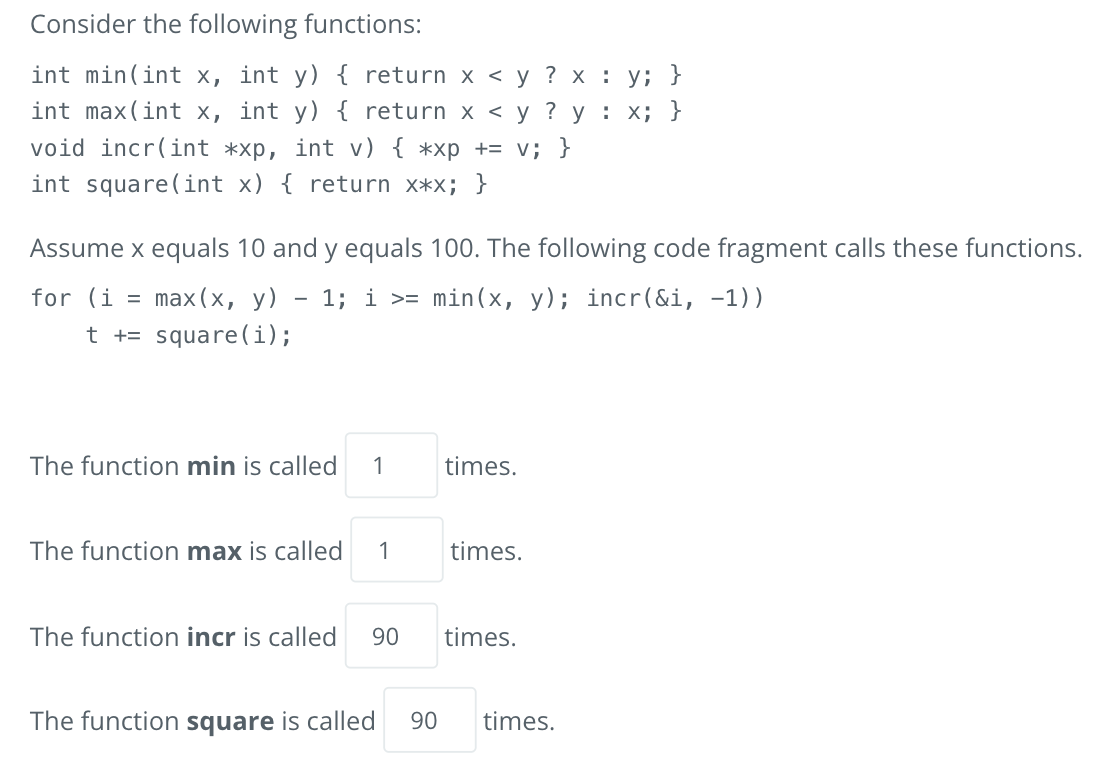 Consider the following functions:
int min(int x, int y) { return x < y ? x : y; }
int max(int x, int y) { return x < y ? y : x; }
void incr(int *xp, int v) { *xp += v; }
int square(int x) { return x*x; }
Assume x equals 10 and y equals 100. The following code fragment calls these functions.
for (i = max(x, y) − 1; i >= min(x, y); incr(&i, −1))
    t += square(i);
The function min is called 1 times.
The function max is called 1 times.
The function incr is called 90 times.
The function square is called 90 times.